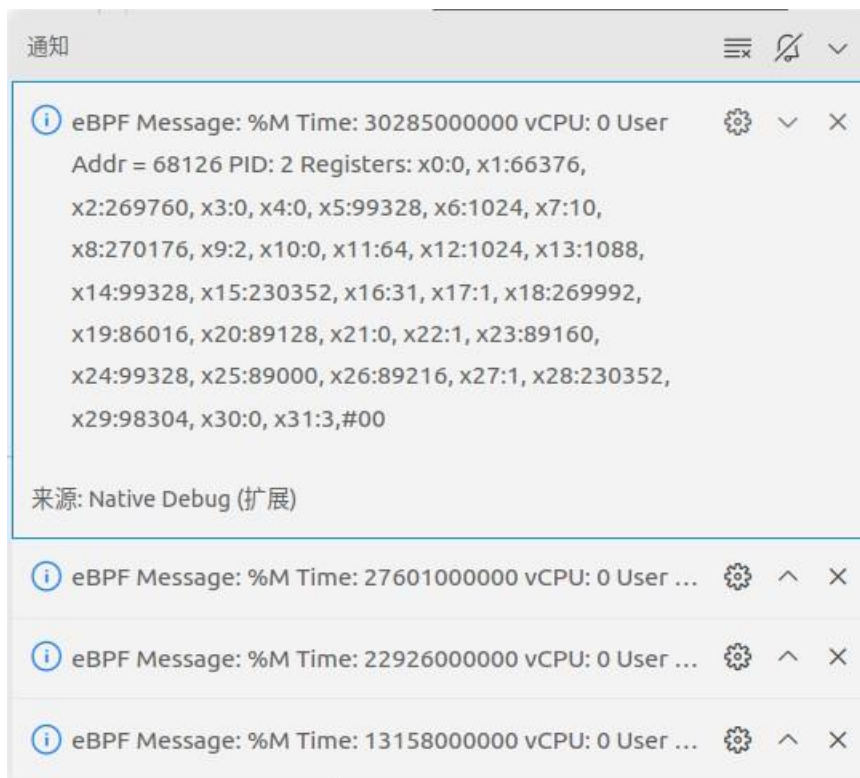 通知
eBPF Message: %M Time: 30285000000 vCPU: 0 User
Addr = 68126 PID: 2 Registers: x0:0, x1:66376,
x2:269760, x3:0, x4:0, x5:99328, x6:1024, x7:10,
x8:270176, x9:2, x10:0, x11:64, x12:1024, x13:1088,
x14:99328, x15:230352, x16:31, x17:1, x18:269992,
x19:86016, x20:89128, x21:0, x22:1, x23:89160,
x24:99328, x25:89000, x26:89216, x27:1, x28:230352,
x29:98304, x30:0, x31:3,#00
来源: Native Debug (扩展)
eBPF Message: %M Time: 27601000000 vCPU: 0 User ...
eBPF Message: %M Time: 22926000000 vCPU: 0 User ...
eBPF Message: %M Time: 13158000000 vCPU: 0 User ...